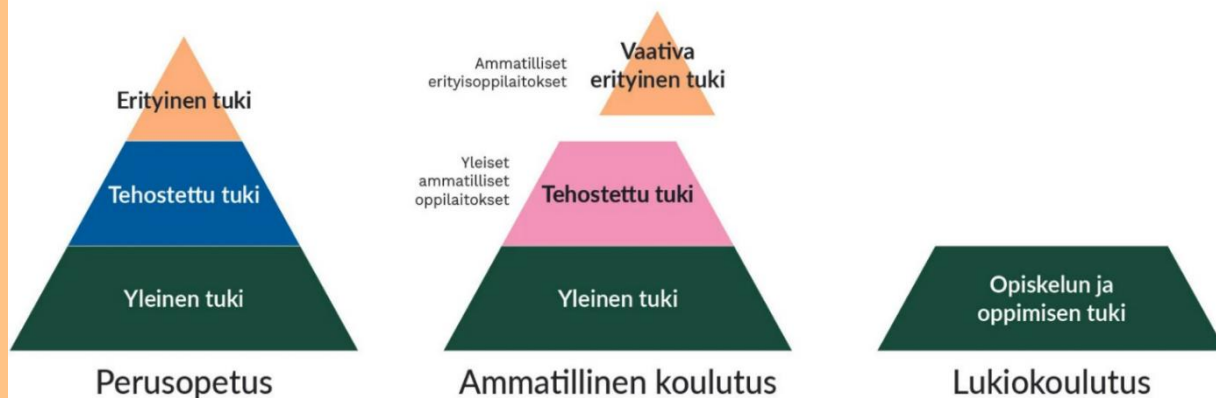 Erityinen tuki
Tehostettu tuki
Yleinen tuki
Perusopetus
Ammatilliset
erityisoppilaitokset
Vaativa
erityinen tuki
Yleiset
ammatilliset
oppilaitokset
Tehostettu tuki
Yleinen tuki
Ammatillinen koulutus
Opiskelun ja
oppimisen tuki
Lukiokoulutus